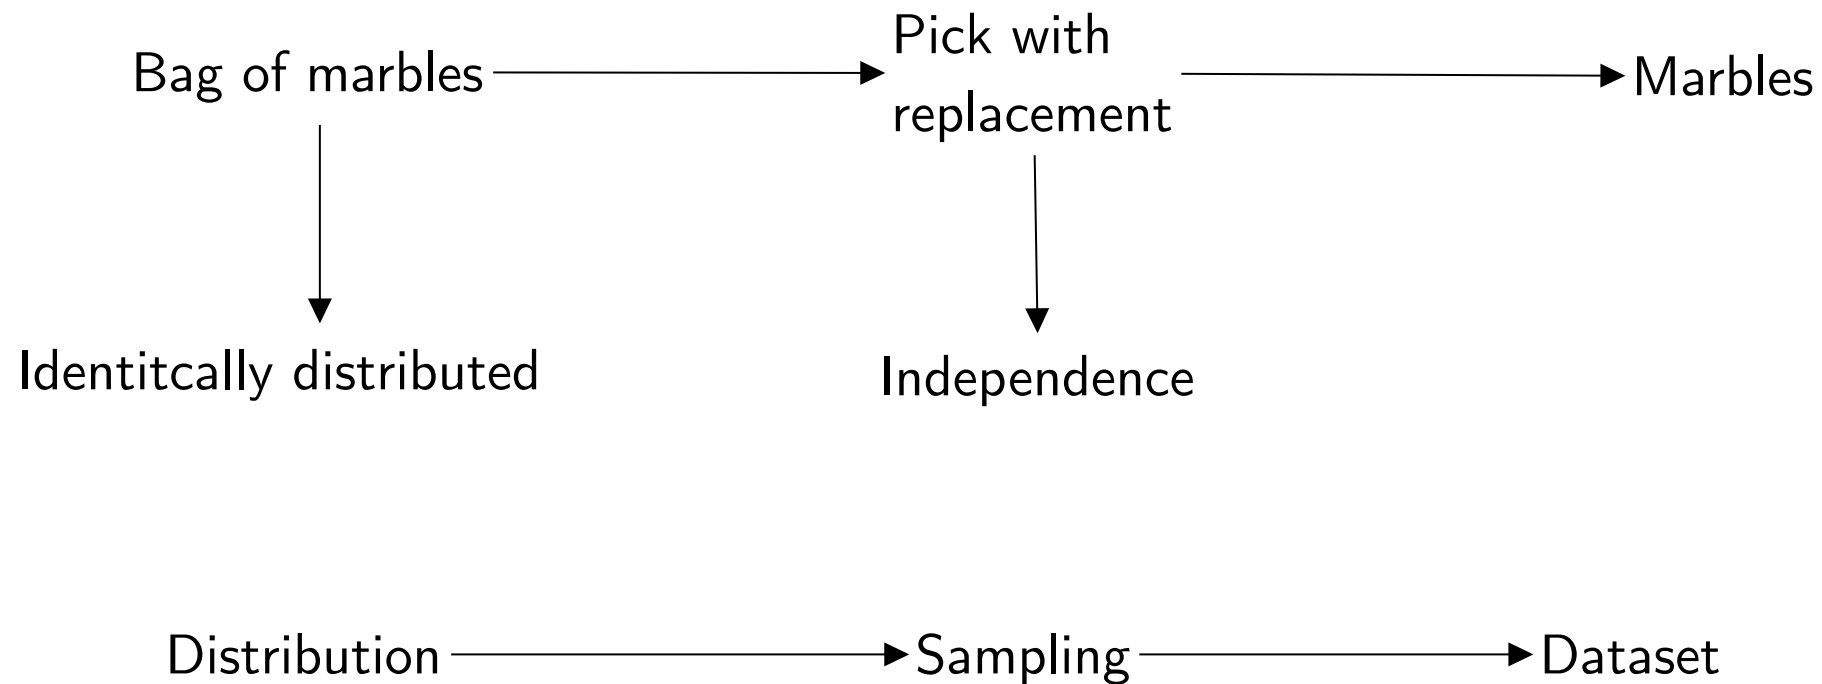 Bag of marbles
Pick with
replacement
Marbles
Identitcally distributed
Independence
Distribution
Sampling
Dataset